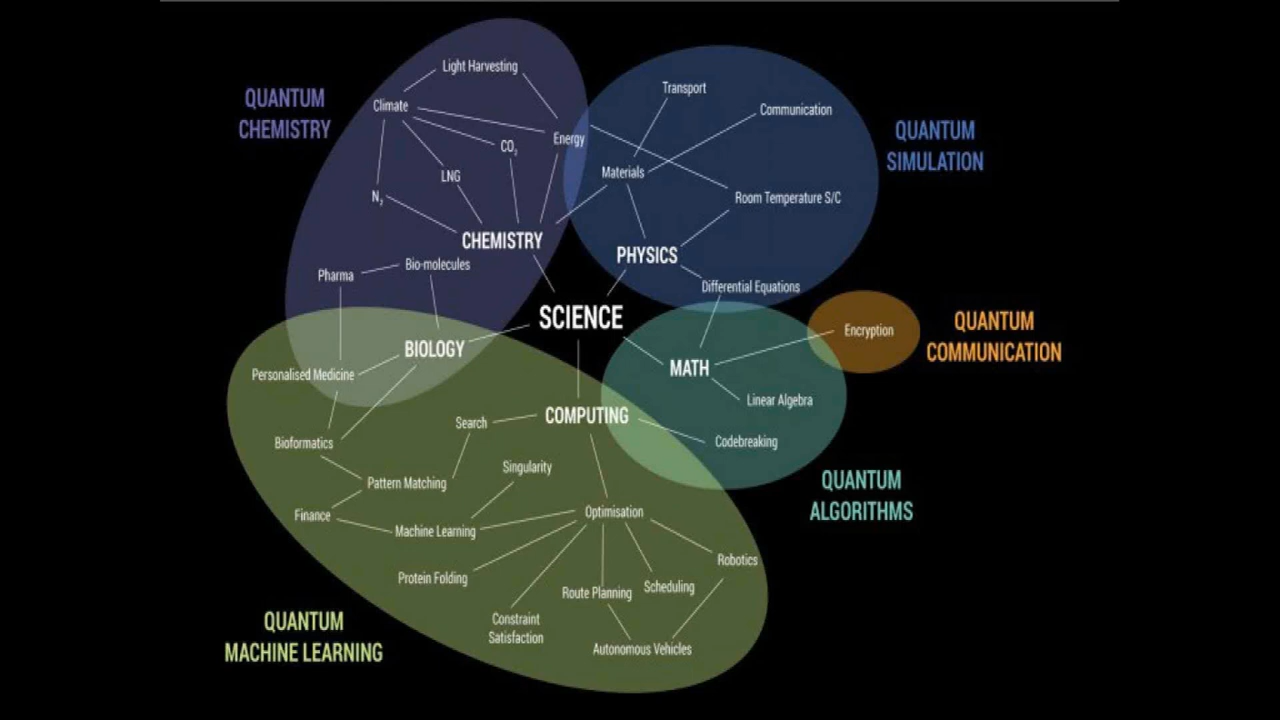 Light Harvesting
Transport
QUANTUM
CHEMISTRY
Climate
Communication
CO2
Energy
QUANTUM
SIMULATION
LNG
Materials
N2
Room Temperature S/C
CHEMISTRY
PHYSICS
Pharma
Bio-molecules
Differential Equations
SCIENCE
Encryption
QUANTUM
COMMUNICATION
BIOLOGY
MATH
Personalised Medicine
Linear Algebra
COMPUTING
Search
Codebreaking
Bioformatics
Singularity
Pattern Matching
QUANTUM
ALGORITHMS
Finance
Optimisation
Machine Learning
Robotics
Protein Folding
Scheduling
Route Planning
Constraint
Satisfaction
Autonomous Vehicles
QUANTUM
MACHINE LEARNING